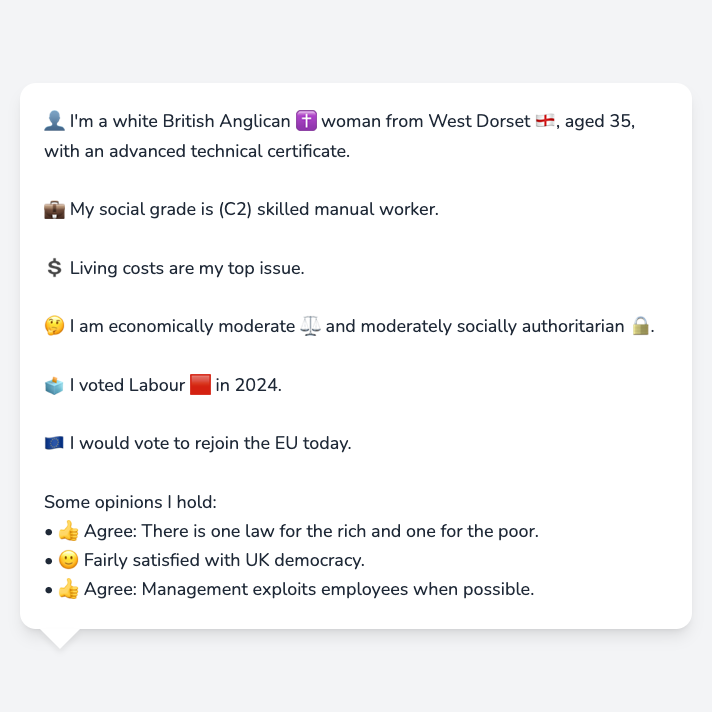 👤 I'm a white British Anglican ✝️ woman from West Dorset 🏴󠁧󠁢󠁥󠁮󠁧󠁿, aged 35,
with an advanced technical certificate.
💼 My social grade is (C2) skilled manual worker.
💲 Living costs are my top issue.
🤔 I am economically moderate ⚖️ and moderately socially authoritarian 🔒.
🗳️ I voted Labour 🟥 in 2024.
🇪🇺 I would vote to rejoin the EU today.
Some opinions I hold:
• 👍 Agree: There is one law for the rich and one for the poor.
• 🙂 Fairly satisfied with UK democracy.
• 👍 Agree: Management exploits employees when possible.